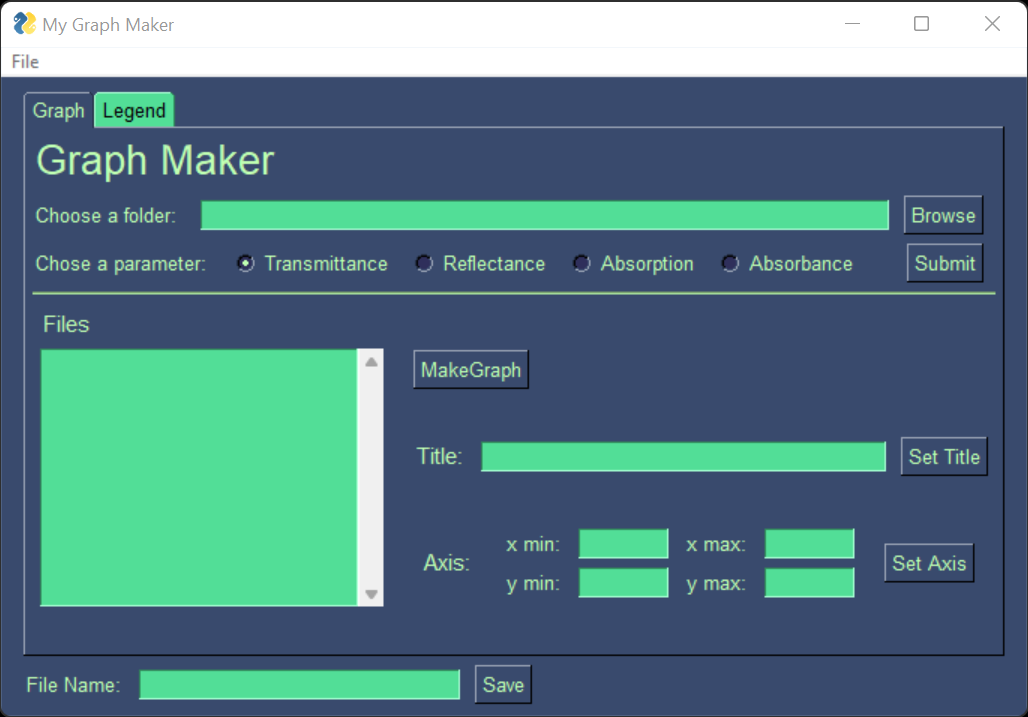 My Graph Maker
File
Graph Legend
Graph Maker
Choose a folder: Browse
Chose a parameter: Transmittance Reflectance Absorption Absorbance Submit
Files
MakeGraph
Title: Set Title
x min: x max:
Axis: Set Axis
y min: y max:
File Name: Save